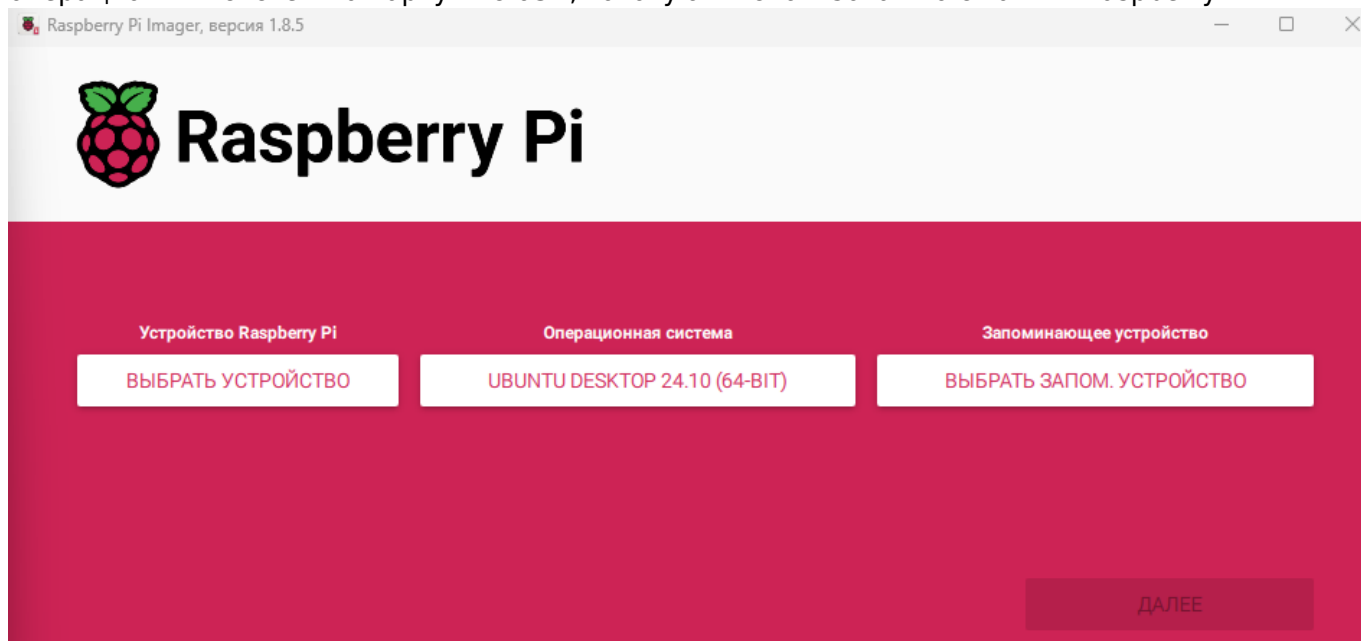 Raspberry Pi Imager, версия 1.8.5
Raspberry Pi
Устройство Raspberry Pi
Операционная система
Запоминающее устройство
ВЫБРАТЬ УСТРОЙСТВО
UBUNTU DESKTOP 24.10 (64-BIT)
ВЫБРАТЬ ЗАПОМ. УСТРОЙСТВО
ДАЛЕЕ